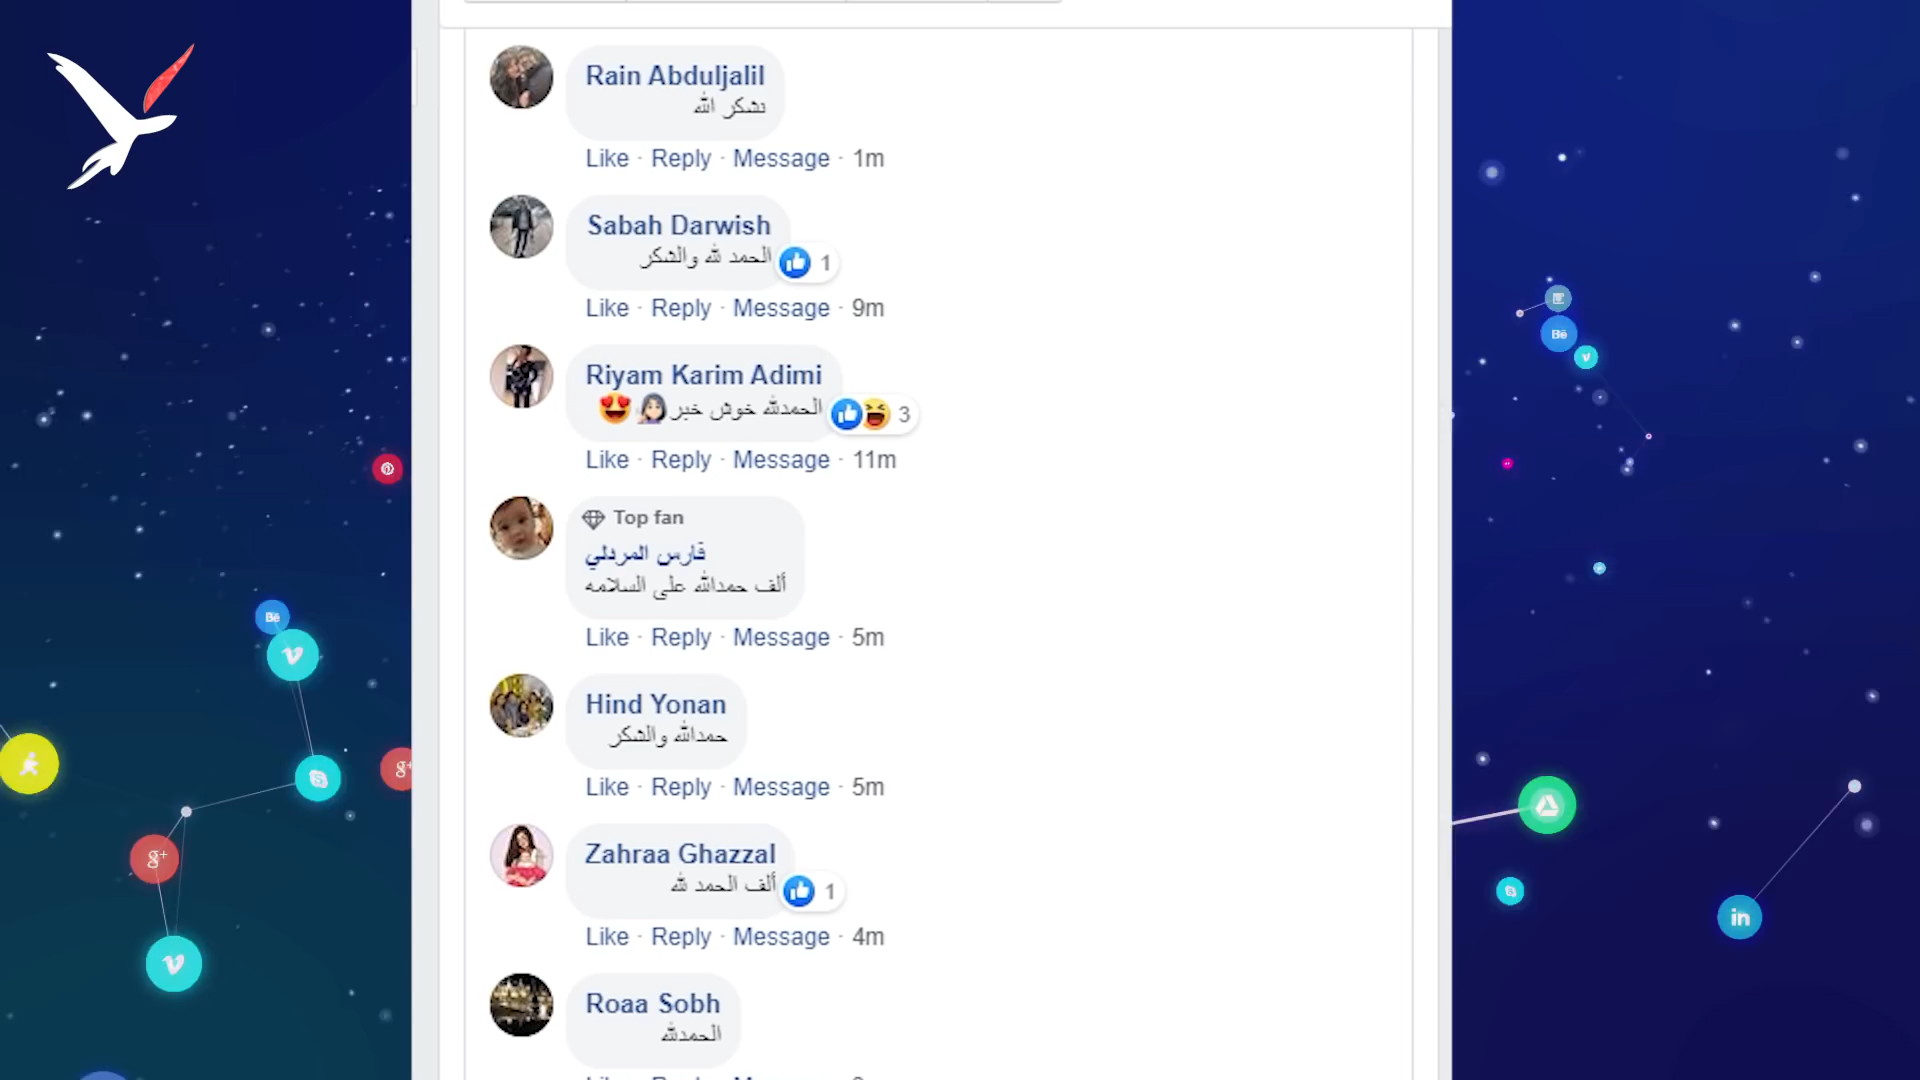 Rain Abduljalil
نشكر الله
Like · Reply · Message · 1m
Sabah Darwish
الحمد لله والشكر
1
Like · Reply · Message · 9m
Riyam Karim Adimi
الحمدلله خوش خبر🤷🏻‍♀️😍
3
Like · Reply · Message · 11m
Top fan
فارس المردلي
ألف حمدالله على السلامه
Like · Reply · Message · 5m
Hind Yonan
حمدالله والشكر
Like · Reply · Message · 5m
Zahraa Ghazzal
ألف الحمد لله
1
Like · Reply · Message · 4m
Roaa Sobh
الحمدلله
Bē
Bē
g+
g+
in